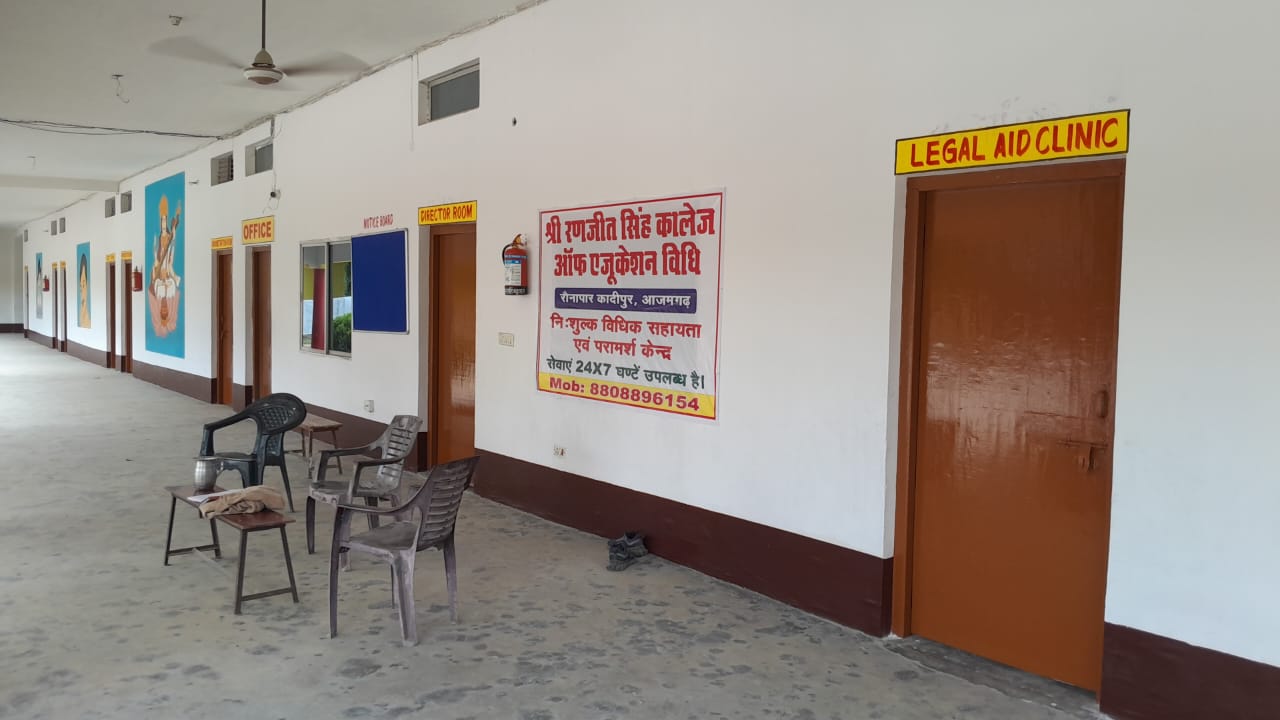 OFFICE
NOTICE BOARD
DIRECTOR ROOM
श्री रणजीत सिंह कालेज
ऑफ एजूकेशन विधि
रौनापार कादीपुर, आजमगढ़
निःशुल्क विधिक सहायता
एवं परामर्श केन्द्र
सेवाएं 24X7 घण्टें उपलब्ध है।
Mob: 8808896154
LEGAL AID CLINIC